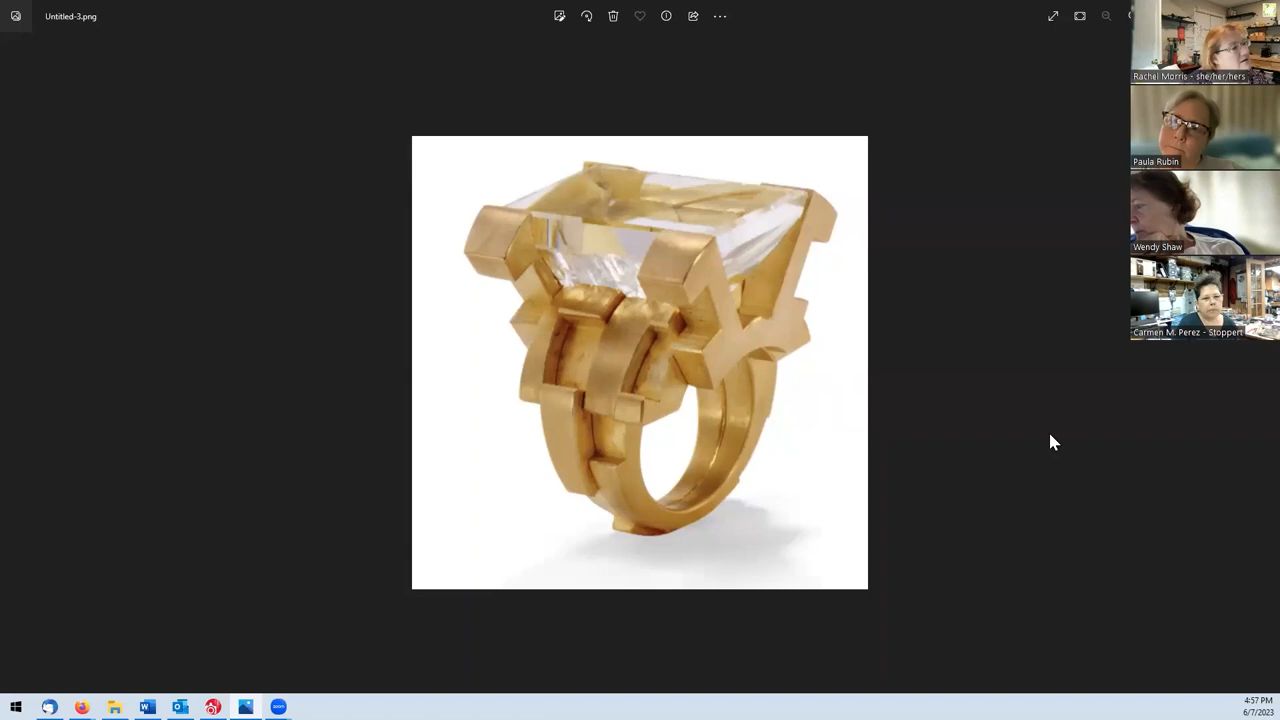 Untitled-3.png
Rachel Morris - she/her/hers
Paula Rubin
Wendy Shaw
Carmen M. Perez - Stoppert
zoom
4:57 PM
6/7/2023